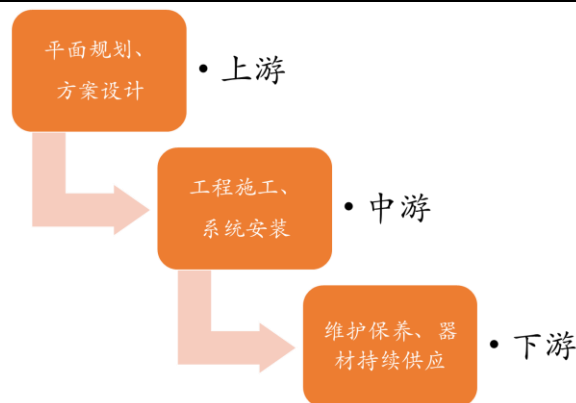 平面规划、
方案设计
• 上游
工程施工、
系统安装
• 中游
维护保养、器
材持续供应
• 下游